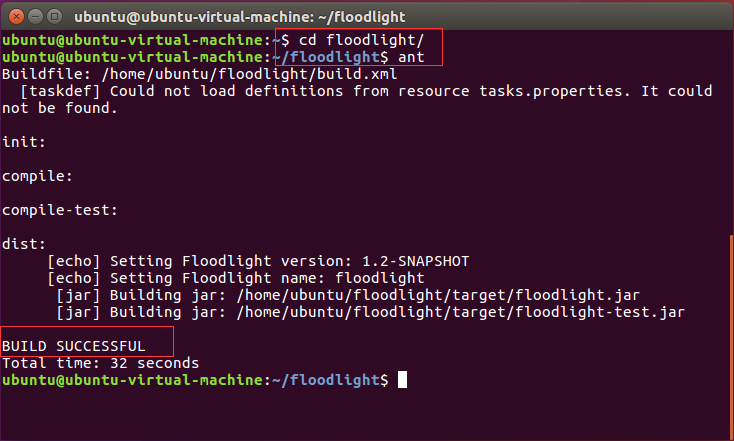 ubuntu@ubuntu-virtual-machine: ~/floodlight
ubuntu@ubuntu-virtual-machine:~$ cd floodlight/
ubuntu@ubuntu-virtual-machine:~/floodlight$ ant
Buildfile: /home/ubuntu/floodlight/build.xml
  [taskdef] Could not load definitions from resource tasks.properties. It could
not be found.
init:
compile:
compile-test:
dist:
     [echo] Setting Floodlight version: 1.2-SNAPSHOT
     [echo] Setting Floodlight name: floodlight
      [jar] Building jar: /home/ubuntu/floodlight/target/floodlight.jar
      [jar] Building jar: /home/ubuntu/floodlight/target/floodlight-test.jar
BUILD SUCCESSFUL
Total time: 32 seconds
ubuntu@ubuntu-virtual-machine:~/floodlight$